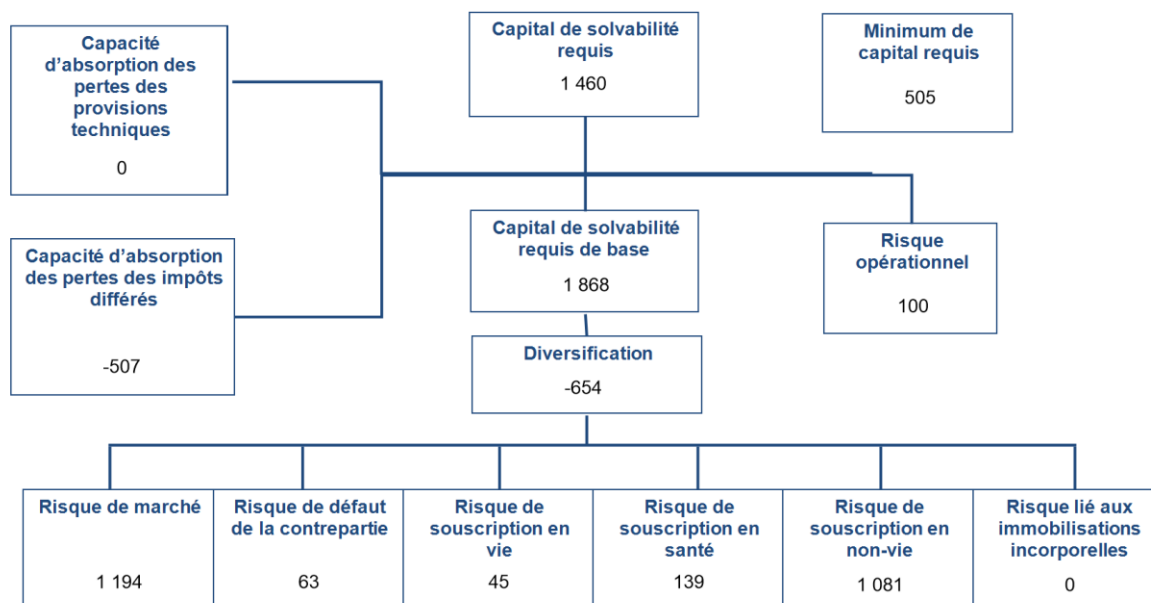 Capacité
d'absorption des
pertes des
provisions
techniques
0
Capital de solvabilité
requis
1 460
Minimum de
capital requis
505
Capacité d'absorption
des pertes des impôts
différés
-507
Capital de solvabilité
requis de base
1 868
Risque
opérationnel
100
Diversification
-654
Risque de marché
1 194
Risque de défaut
de la contrepartie
63
Risque de
souscription en
vie
45
Risque de
souscription en
santé
139
Risque de
souscription en
non-vie
1 081
Risque lié aux
immobilisations
incorporelles
0